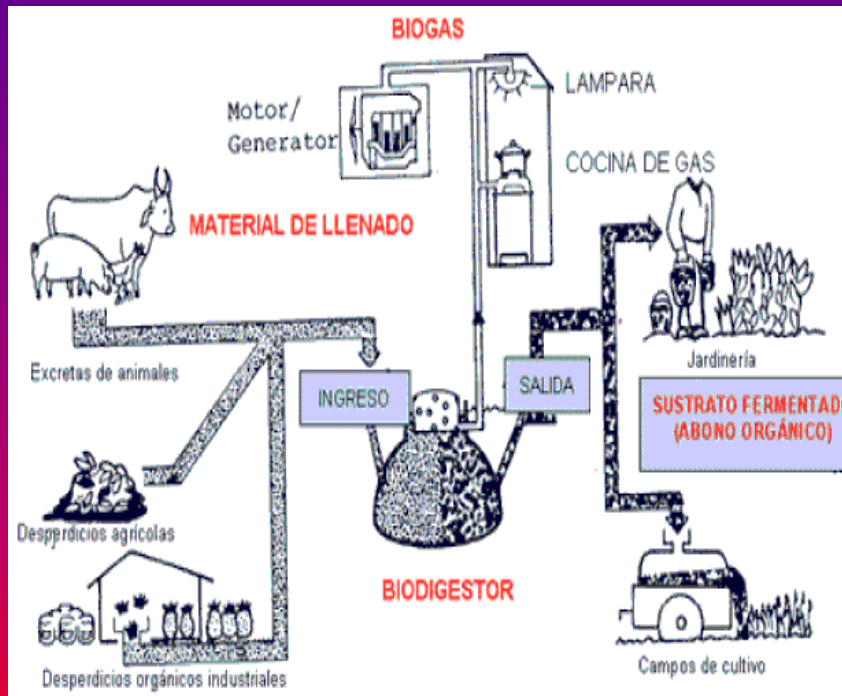 BIOGAS
LAMPARA
Motor/
Generator
COCINA DE GAS
MATERIAL DE LLENADO
Excretas de animales
INGRESO
SALIDA
Jardinería
SUSTRATO FERMENTAD
(ABONO ORGÁNICO)
Desperdicios agrícolas
BIODIGESTOR
Desperdicios orgánicos industriales
Campos de cultivo